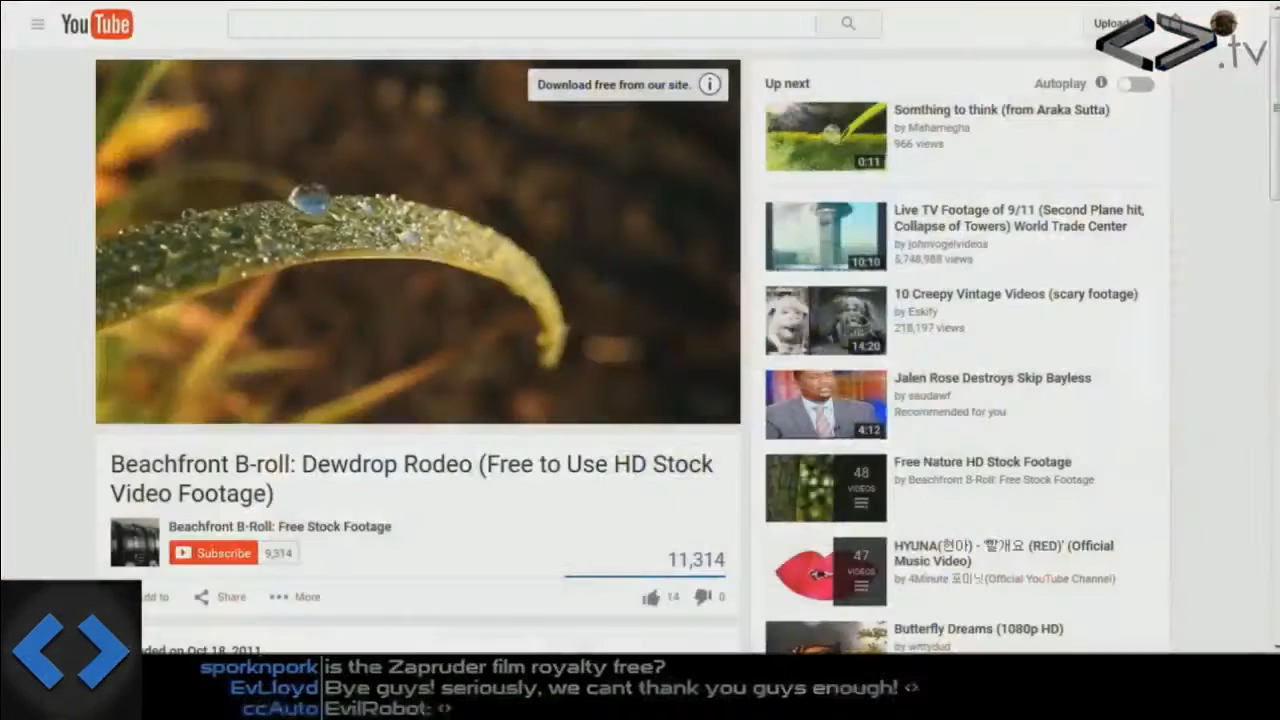 YouTube
Upload
.tv
Download free from our site.
Up next
Autoplay
Somthing to think (from Araka Sutta)
by Mahamegha
966 views
0:11
Live TV Footage of 9/11 (Second Plane hit,
Collapse of Towers) World Trade Center
by johnvogelvideos
5,748,988 views
10:10
10 Creepy Vintage Videos (scary footage)
by Eskify
218,197 views
14:20
Jalen Rose Destroys Skip Bayless
by saudawf
Recommended for you
4:12
Free Nature HD Stock Footage
by Beachfront B-Roll: Free Stock Footage
48
VIDEOS
HYUNA(현아) - '빨개요 (RED)' (Official
Music Video)
by 4Minute 포미닛(Official YouTube Channel)
47
VIDEOS
Butterfly Dreams (1080p HD)
by wittydud
Beachfront B-roll: Dewdrop Rodeo (Free to Use HD Stock
Video Footage)
Beachfront B-Roll: Free Stock Footage
Subscribe 9,314
11,314
dd to Share More 14 0
ded on Oct 18, 2011
sporknpork is the Zapruder film royalty free?
EvLloyd Bye guys! seriously, we cant thank you guys enough! <>
ccAuto EvilRobot: <>